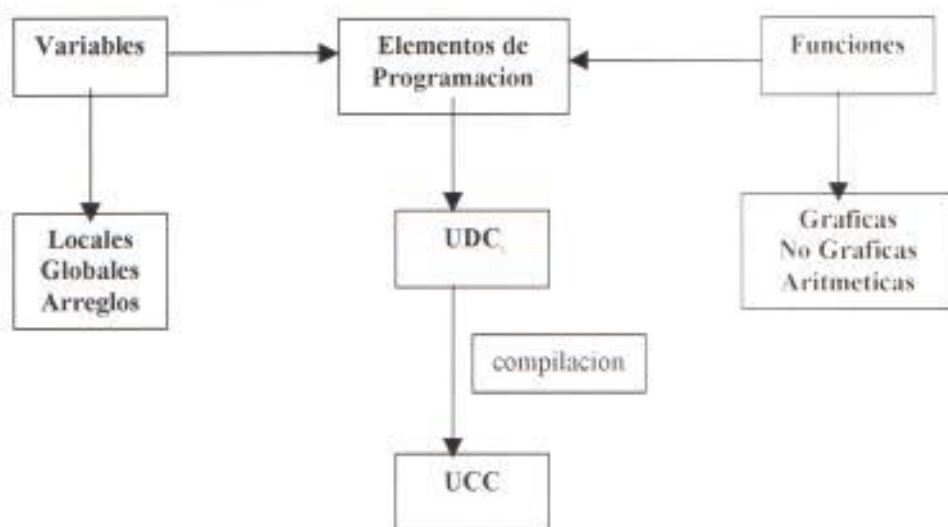 Variables
Elementos de
Programacion
Funciones
Locales
Globales
Arreglos
UDC
Graficas
No Graficas
Aritmeticas
compilacion
UCC